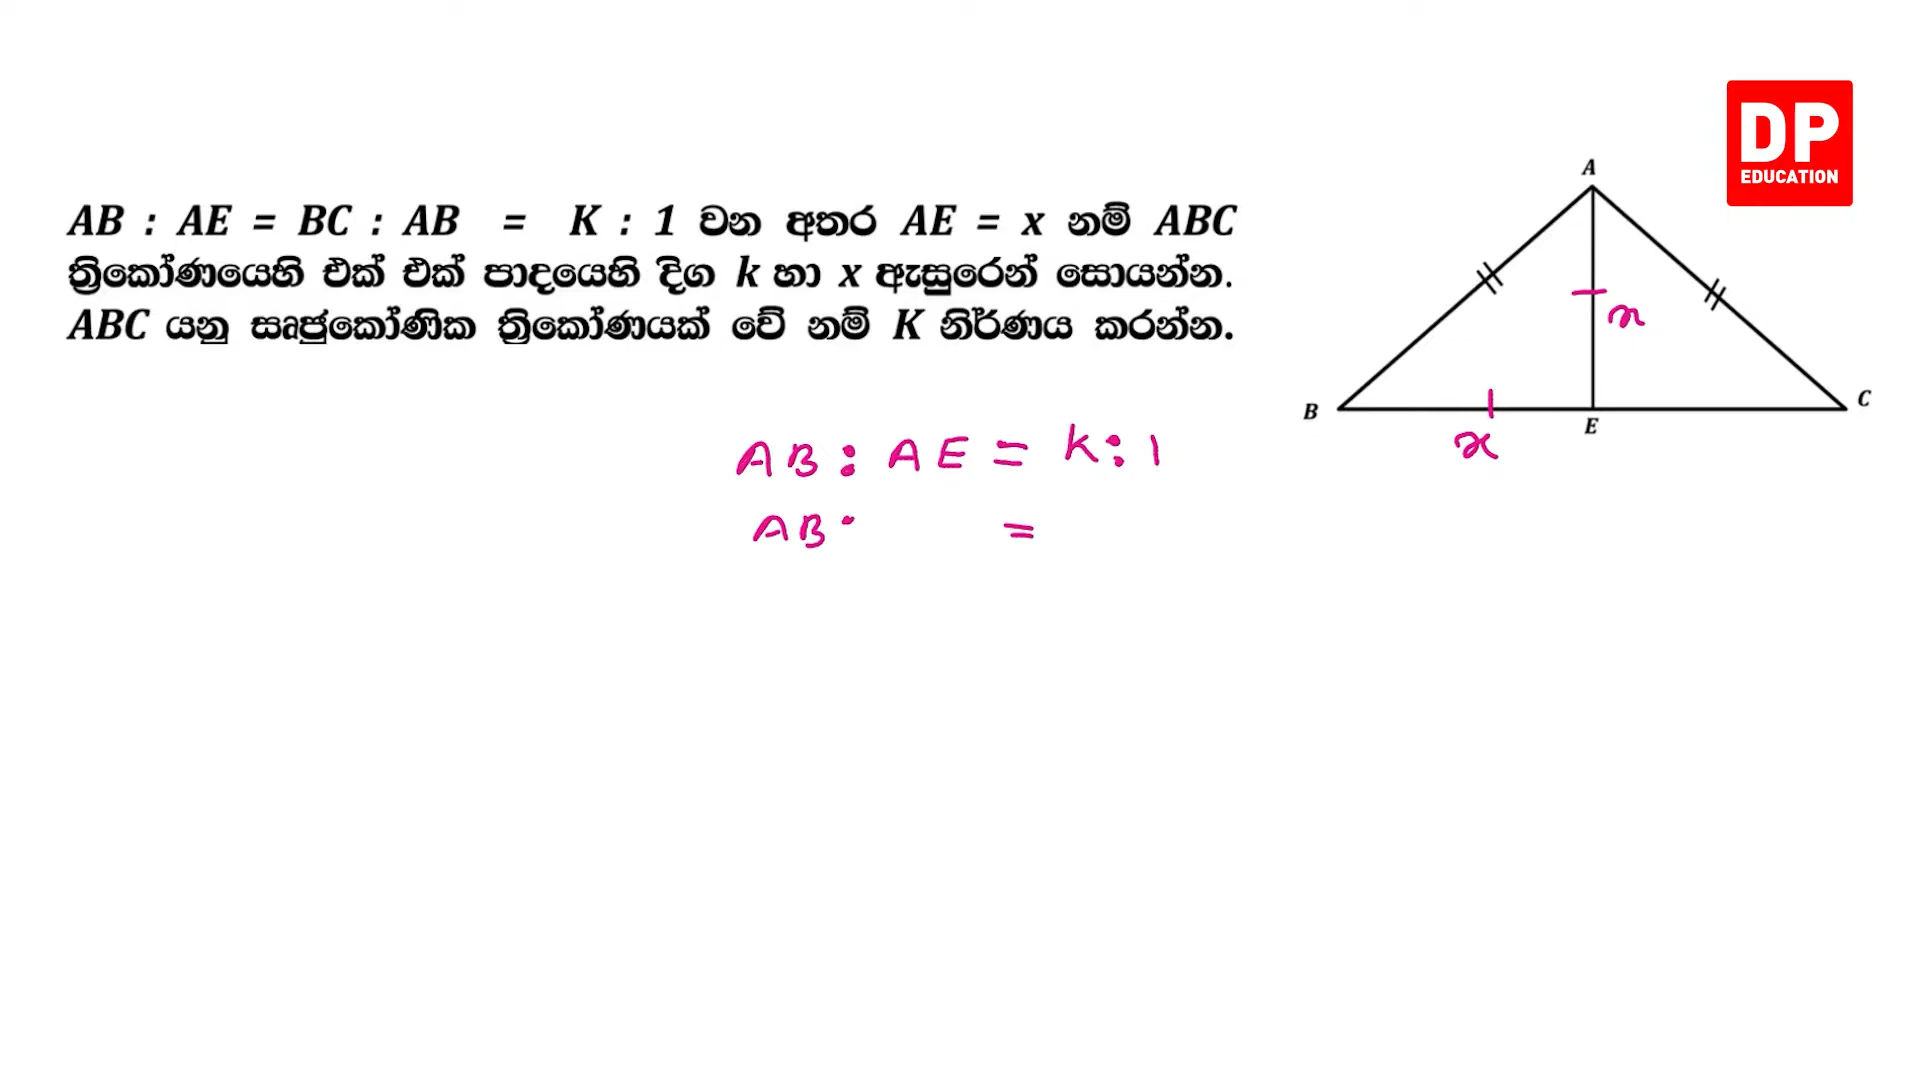 DP
EDUCATION
AB : AE = BC : AB = K : 1 වන අතර AE = x නම් ABC
ත්‍රිකෝණයෙහි එක් එක් පාදයෙහි දිග k හා x ඇසුරෙන් සොයන්න.
ABC යනු සෘජුකෝණික ත්‍රිකෝණයක් වේ නම් K නිර්ණය කරන්න.
A
x
B
E
C
x
AB : AE = K : 1
AB : =